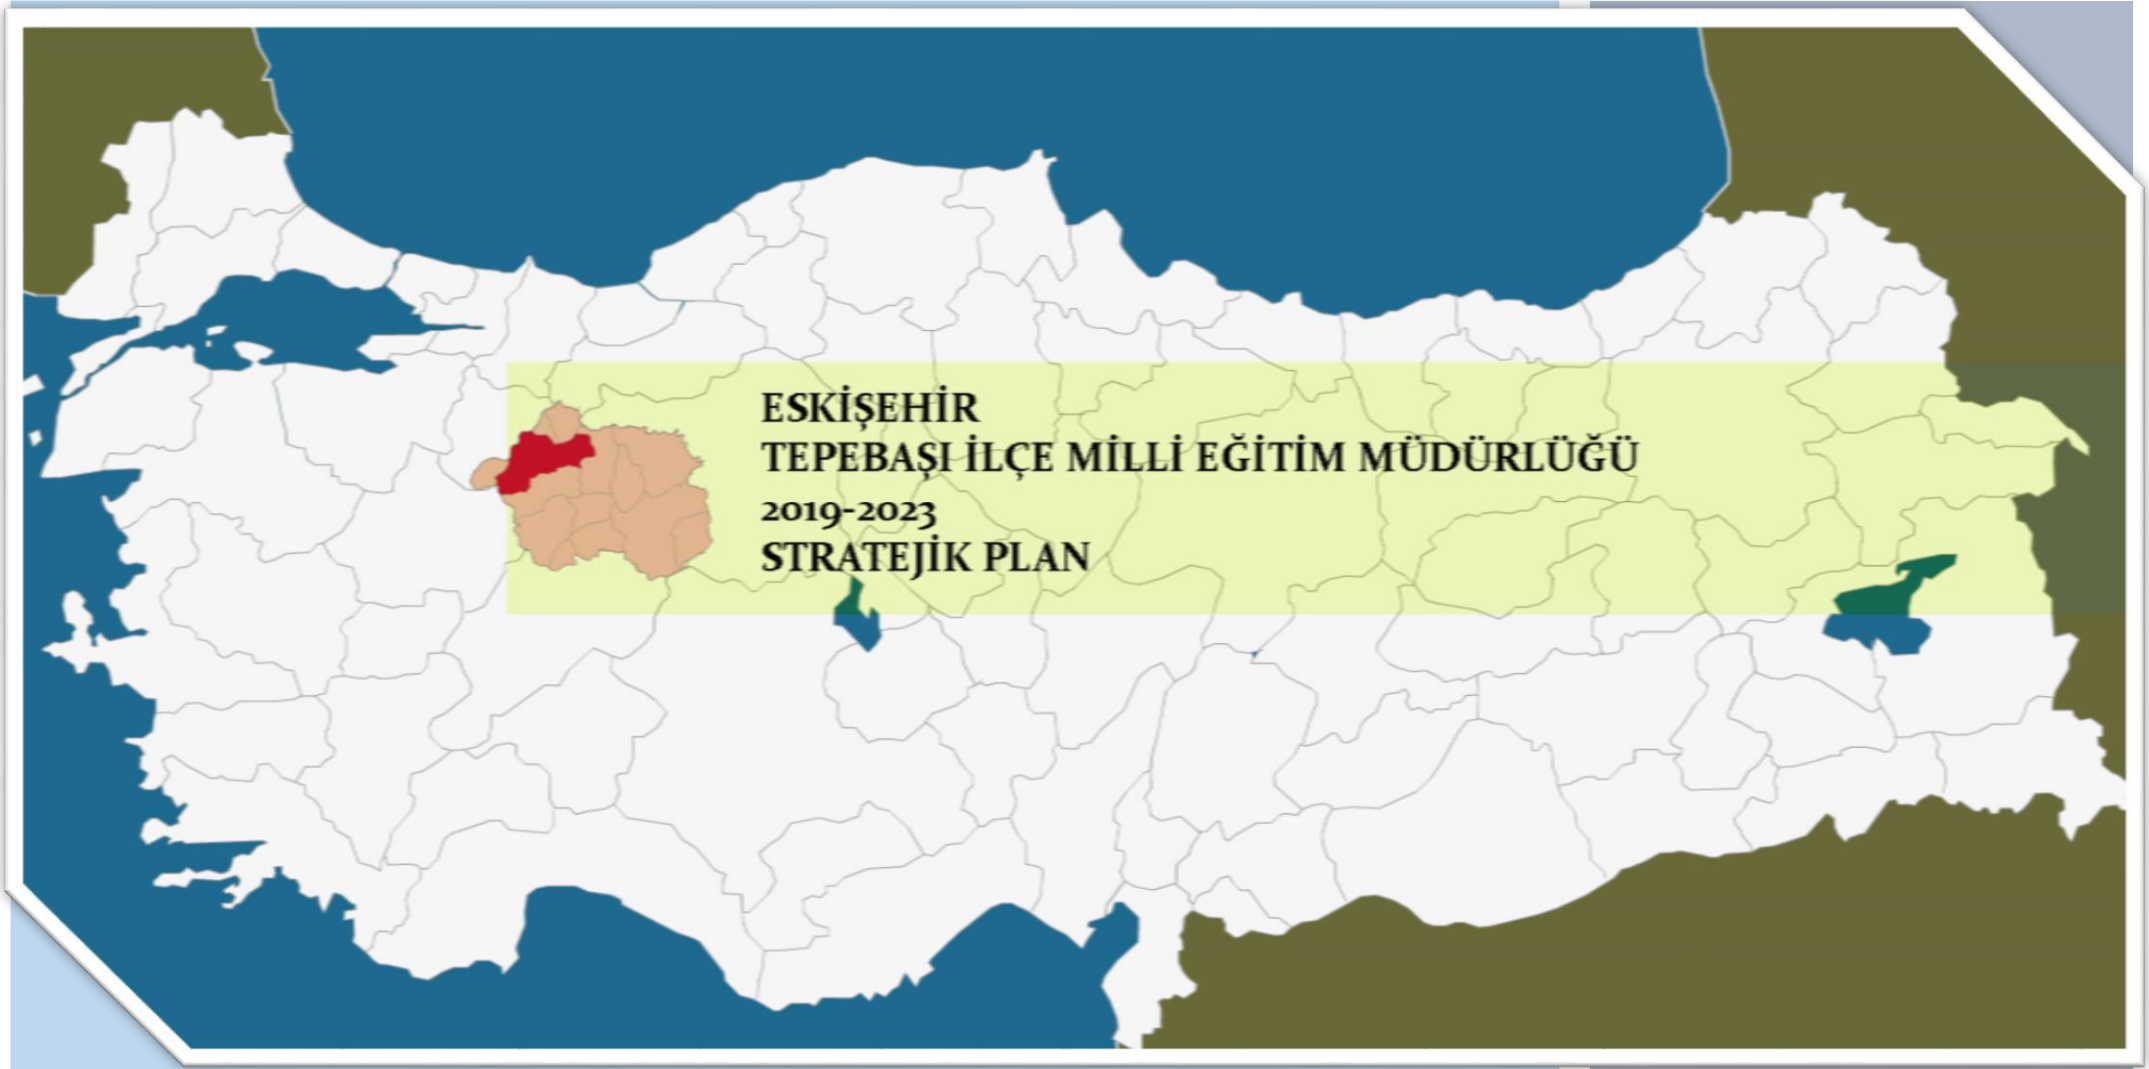 ESKİŞEHİR
TEPEBAŞI İLÇE MİLLİ EĞİTİM MÜDÜRLÜĞÜ
2019-2023
STRATEJİK PLAN